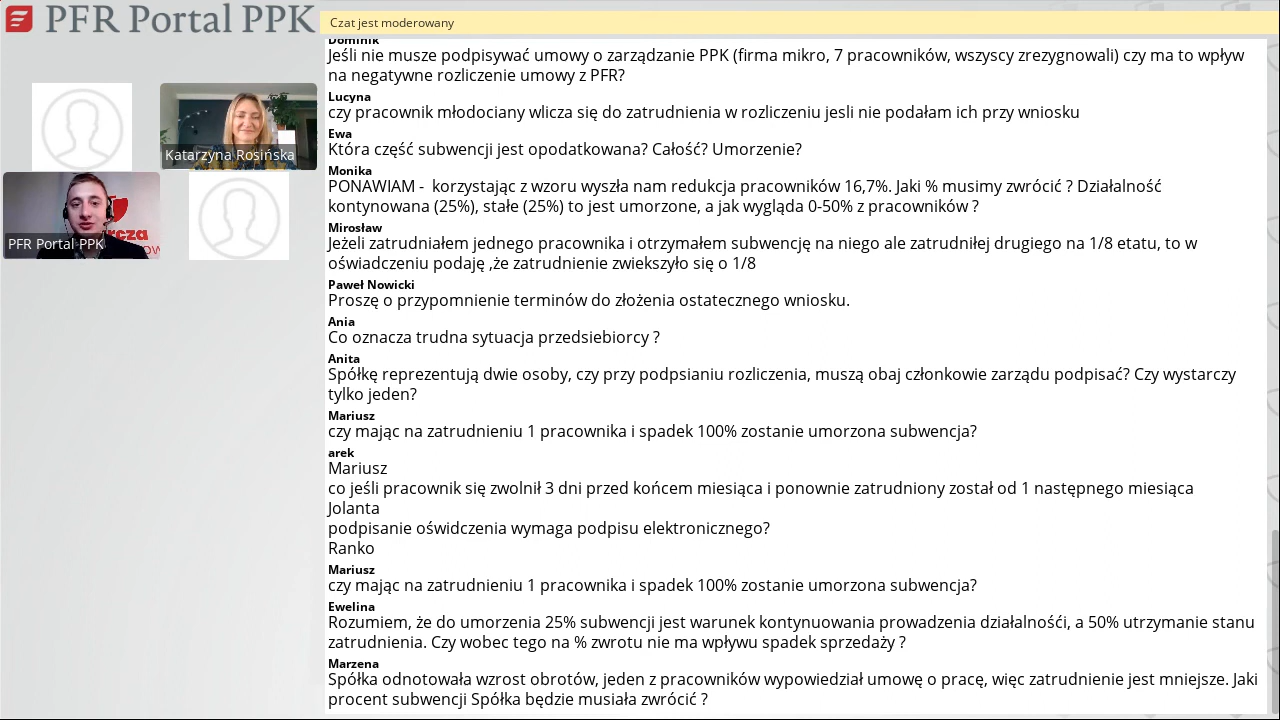 PFR Portal PPK
Czat jest moderowany
Katarzyna Rosińska
PFR Portal PPK
Dominik
Jeśli nie musze podpisywać umowy o zarządzanie PPK (firma mikro, 7 pracowników, wszyscy zrezygnowali) czy ma to wpływ
na negatywne rozliczenie umowy z PFR?
Lucyna
czy pracownik młodociany wlicza się do zatrudnienia w rozliczeniu jesli nie podałam ich przy wniosku
Ewa
Która część subwencji jest opodatkowana? Całość? Umorzenie?
Monika
PONAWIAM - korzystając z wzoru wyszła nam redukcja pracowników 16,7%. Jaki % musimy zwrócić ? Działalność
kontynowana (25%), stałe (25%) to jest umorzone, a jak wygląda 0-50% z pracowników ?
Mirosław
Jeżeli zatrudniałem jednego pracownika i otrzymałem subwencję na niego ale zatrudniłej drugiego na 1/8 etatu, to w
oświadczeniu podaję ,że zatrudnienie zwiekszyło się o 1/8
Paweł Nowicki
Proszę o przypomnienie terminów do złożenia ostatecznego wniosku.
Ania
Co oznacza trudna sytuacja przedsiebiorcy ?
Anita
Spółkę reprezentują dwie osoby, czy przy podpsianiu rozliczenia, muszą obaj członkowie zarządu podpisać? Czy wystarczy
tylko jeden?
Mariusz
czy mając na zatrudnieniu 1 pracownika i spadek 100% zostanie umorzona subwencja?
arek
Mariusz
co jeśli pracownik się zwolnił 3 dni przed końcem miesiąca i ponownie zatrudniony został od 1 następnego miesiąca
Jolanta
podpisanie oświdczenia wymaga podpisu elektronicznego?
Ranko
Mariusz
czy mając na zatrudnieniu 1 pracownika i spadek 100% zostanie umorzona subwencja?
Ewelina
Rozumiem, że do umorzenia 25% subwencji jest warunek kontynuowania prowadzenia działalnośći, a 50% utrzymanie stanu
zatrudnienia. Czy wobec tego na % zwrotu nie ma wpływu spadek sprzedaży ?
Marzena
Spółka odnotowała wzrost obrotów, jeden z pracowników wypowiedział umowę o pracę, więc zatrudnienie jest mniejsze. Jaki
procent subwencji Spółka będzie musiała zwrócić ?